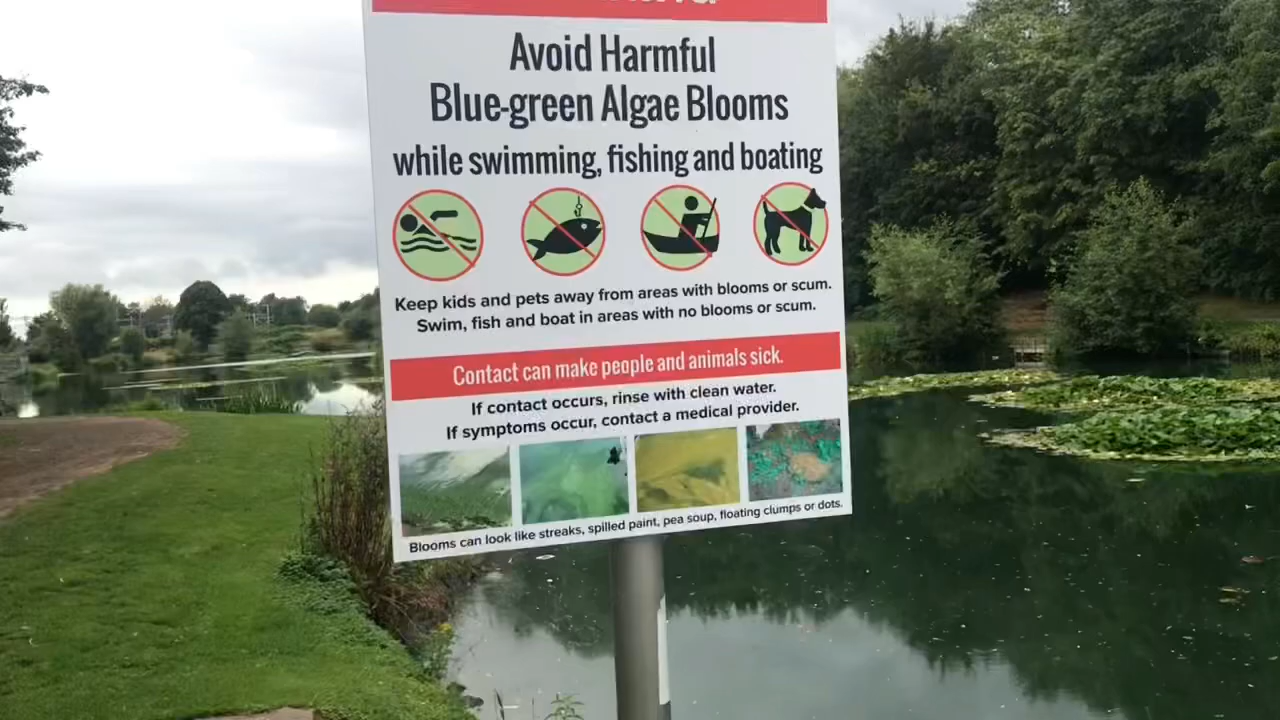 Avoid Harmful
Blue-green Algae Blooms
while swimming, fishing and boating
Keep kids and pets away from areas with blooms or scum.
Swim, fish and boat in areas with no blooms or scum.
Contact can make people and animals sick.
If contact occurs, rinse with clean water.
If symptoms occur, contact a medical provider.
Blooms can look like streaks, spilled paint, pea soup, floating clumps or dots.